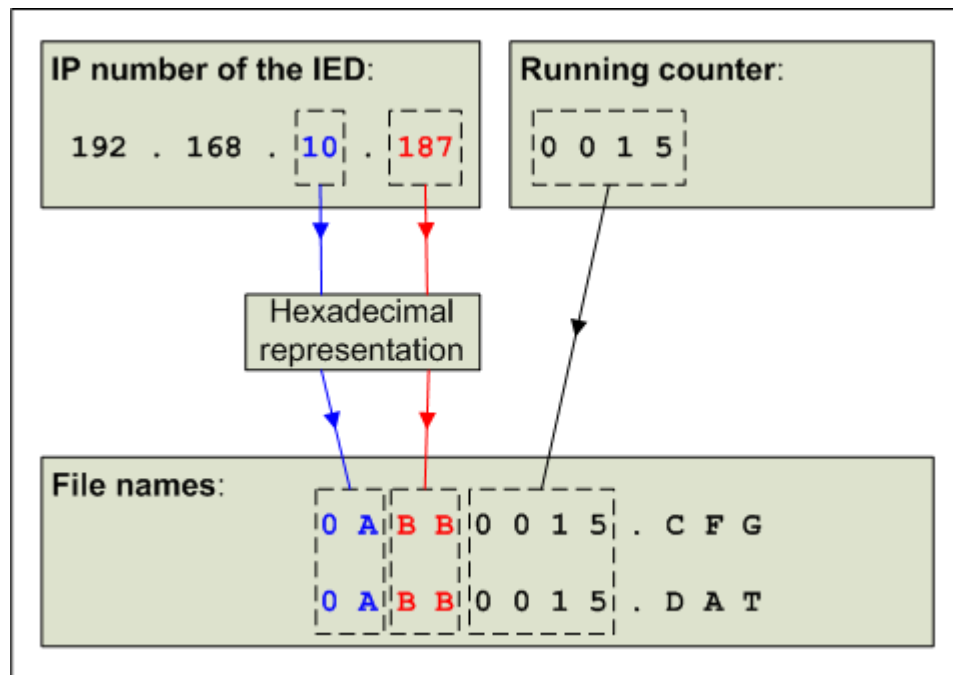 IP number of the IED:
Running counter:
192 . 168 . 10 . 187
0 0 1 5
Hexadecimal
representation
File names:
0 A B B 0 0 1 5 . C F G
0 A B B 0 0 1 5 . D A T